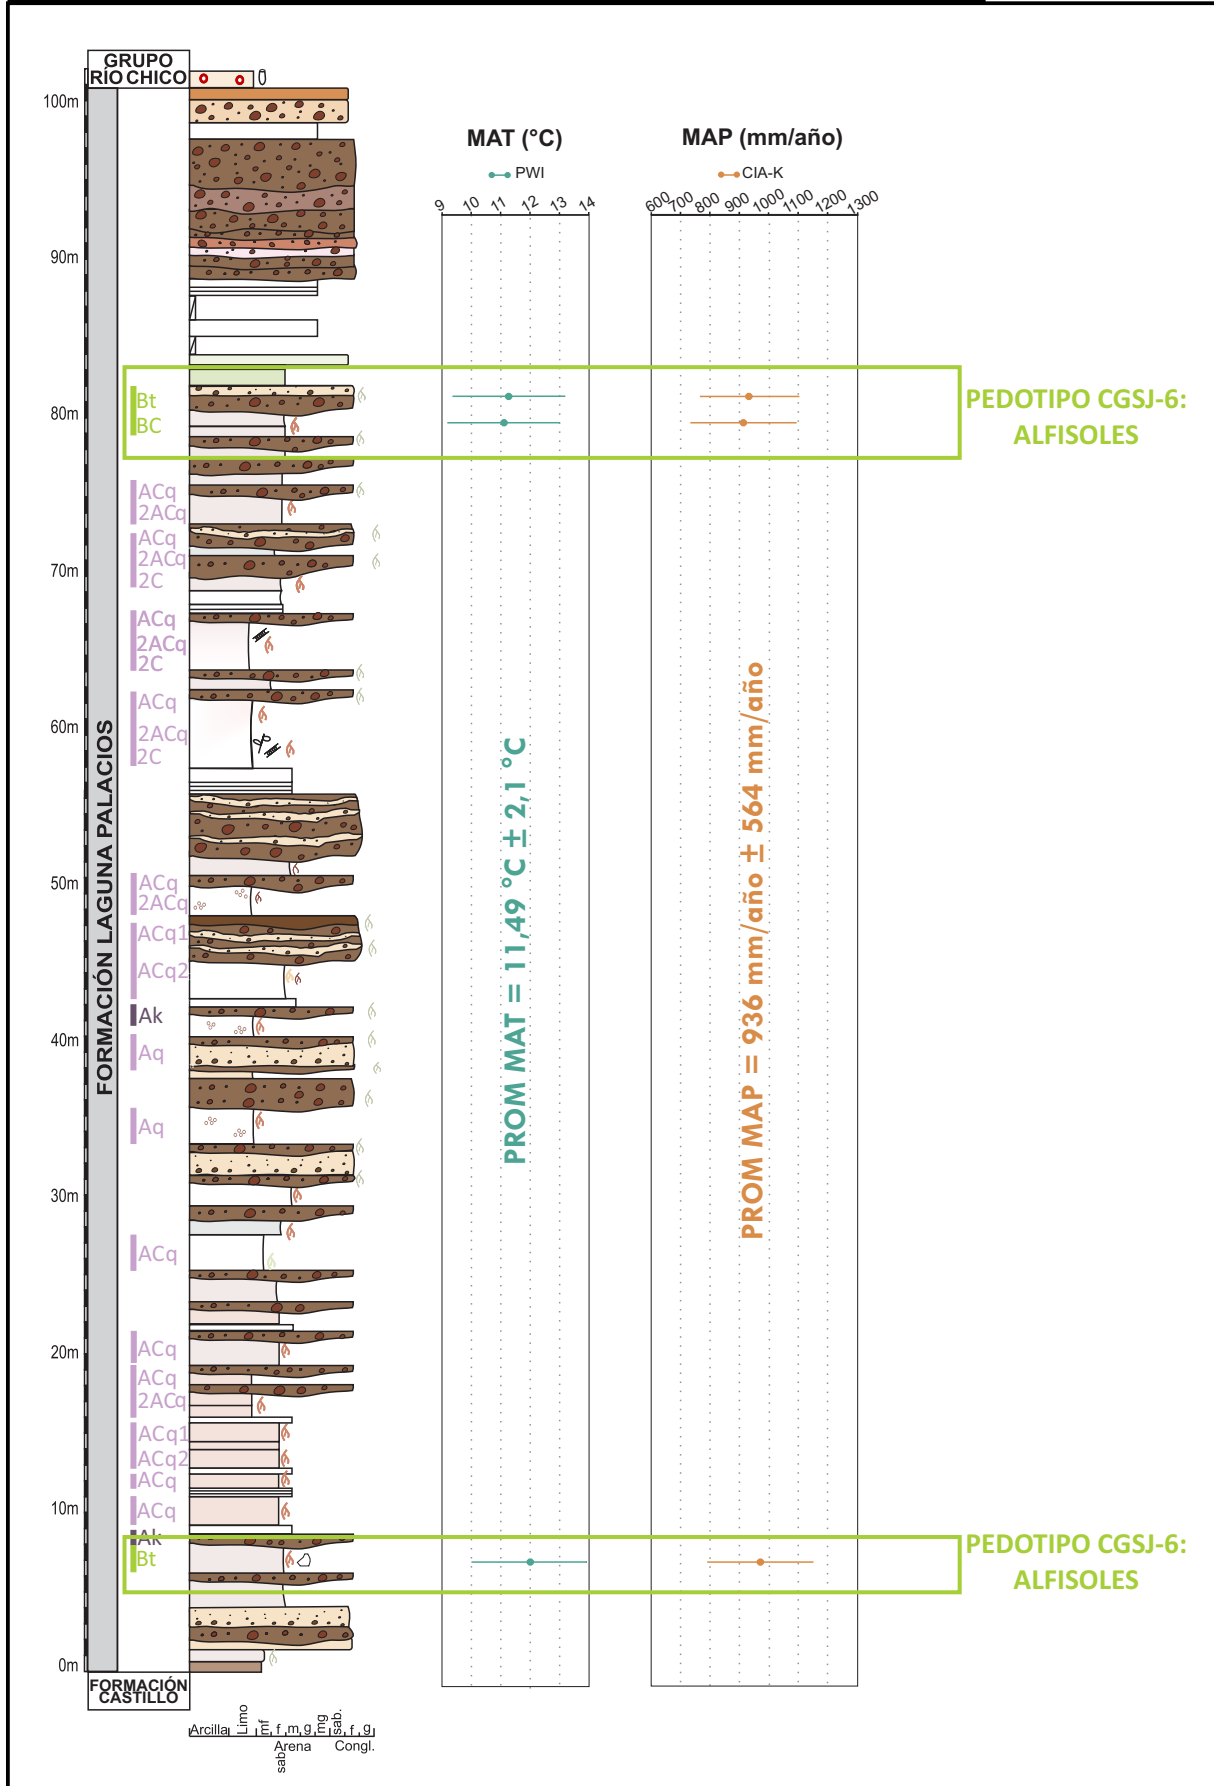 GRUPO
RÍO CHICO
100m
90m
80m
70m
60m
50m
40m
30m
20m
10m
0m
FORMACIÓN LAGUNA PALACIOS
FORMACIÓN
CASTILLO
Bt
BC
ACq
2ACq
ACq
2ACq
2C
ACq
2ACq
2C
ACq
2ACq
2C
ACq
2ACq
ACq1
ACq2
Ak
Aq
Aq
ACq
ACq
ACq
2ACq
ACq1
ACq2
ACq
ACq
Ak
Bt
MAT (°C)
PWI
9 10 11 12 13 14
PROM MAT = 11,49 °C ± 2,1 °C
MAP (mm/año)
CIA-K
600 700 800 900 1000 1100 1200 1300
PROM MAP = 936 mm/año ± 564 mm/año
PEDOTIPO CGSJ-6:
ALFISOLES
PEDOTIPO CGSJ-6:
ALFISOLES
Arcilla Limo mf f m g mg sab. f g
sab Arena Congl.